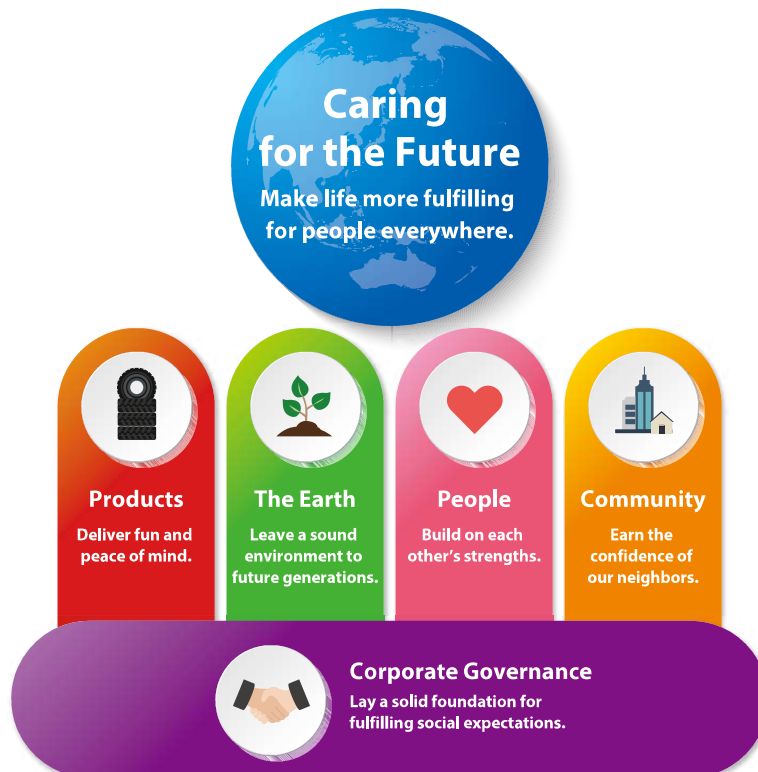 Caring
for the Future
Make life more fulfilling
for people everywhere.
Products
Deliver fun and
peace of mind.
The Earth
Leave a sound
environment to
future generations.
People
Build on each
other’s strengths.
Community
Earn the
confidence of
our neighbors.
Corporate Governance
Lay a solid foundation for
fulfilling social expectations.